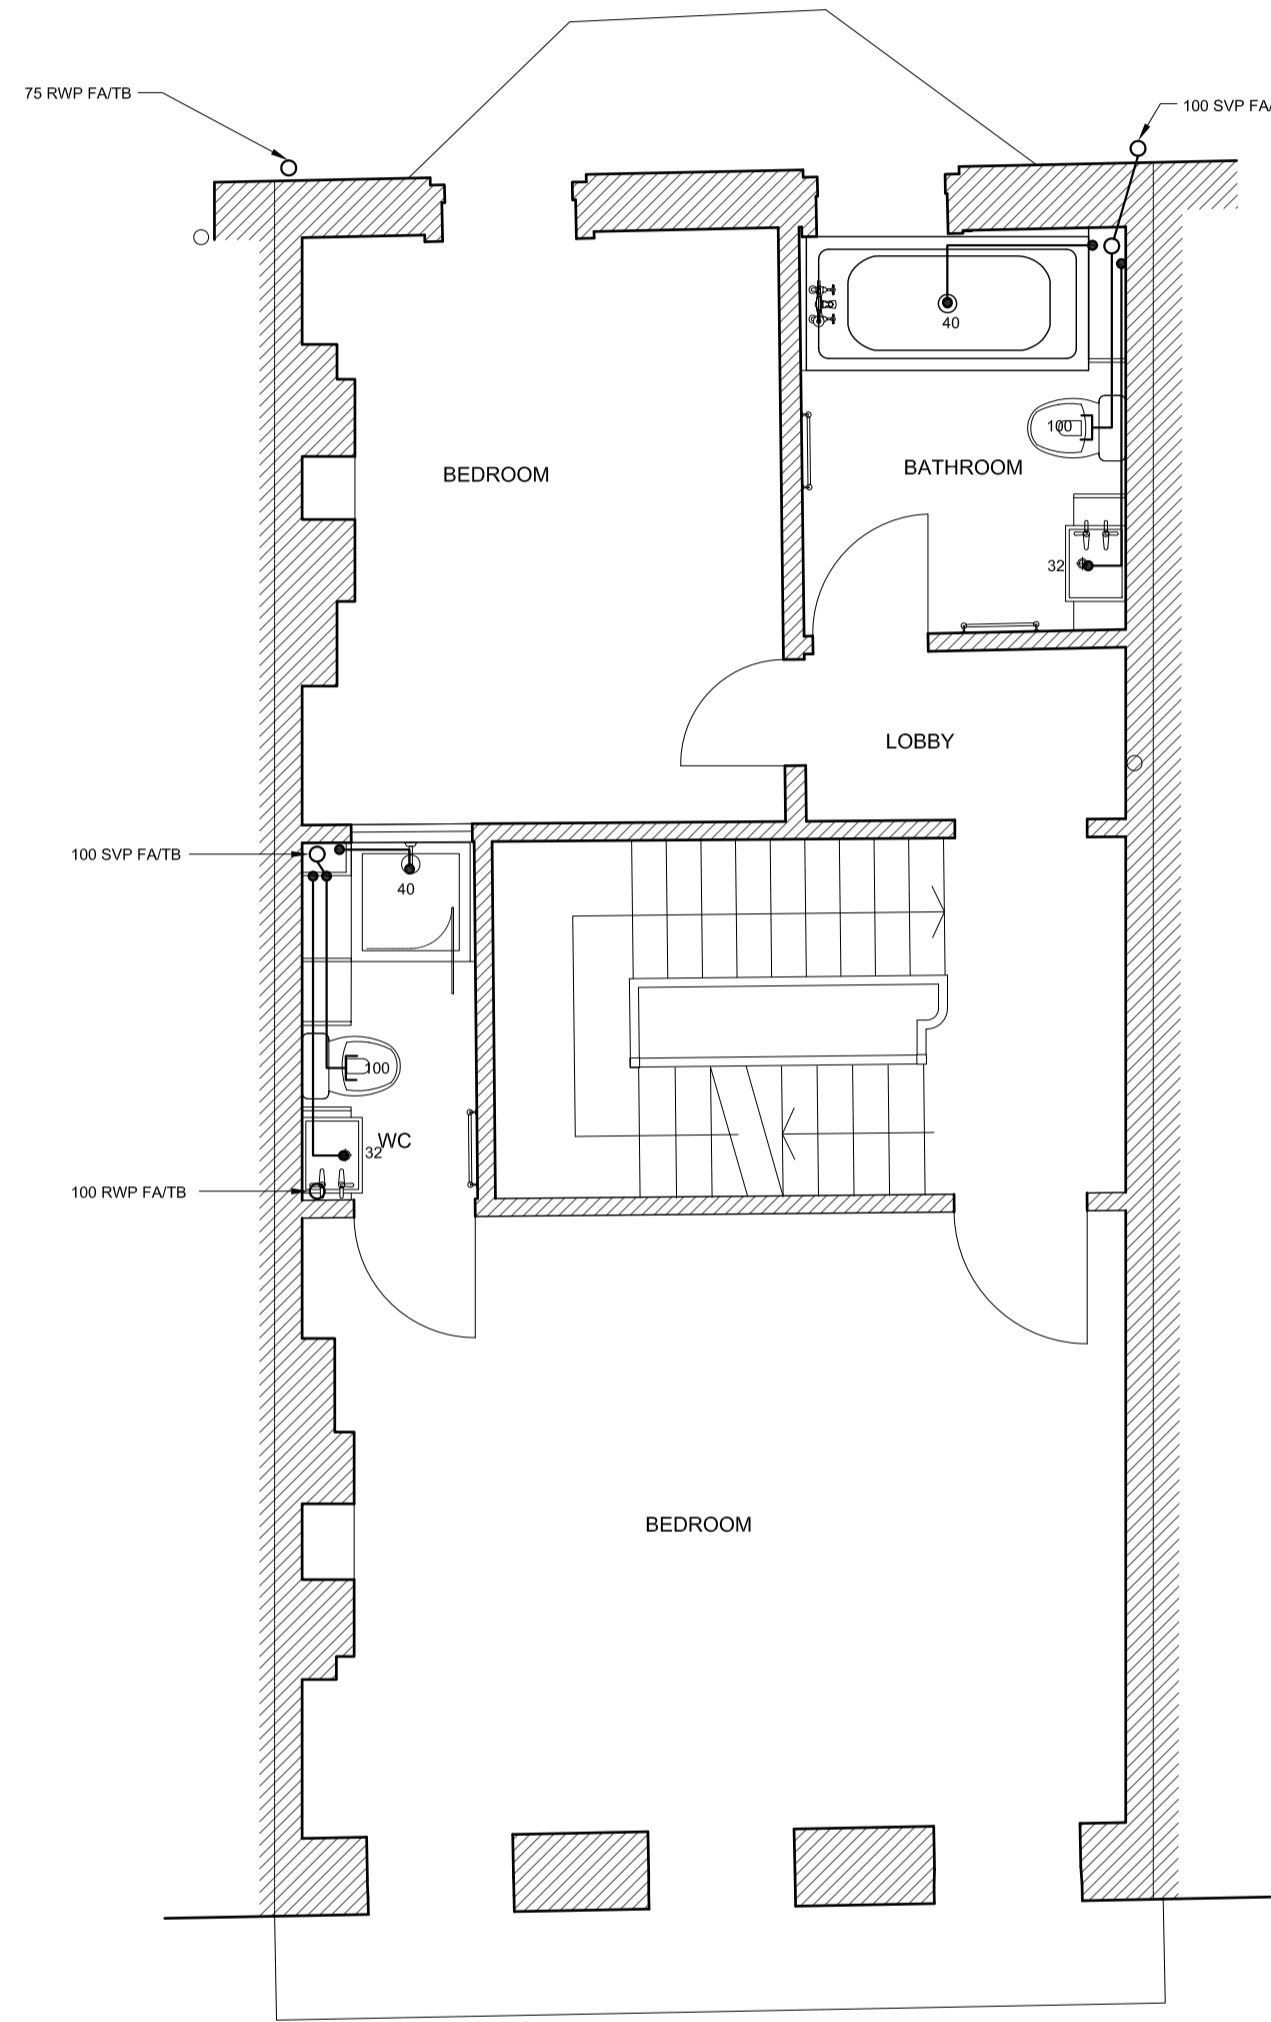 75 RWP FA/TB
100 SVP FA/
40
100
BEDROOM
BATHROOM
32
LOBBY
100 SVP FA/TB
40
100
WC
32
100 RWP FA/TB
BEDROOM